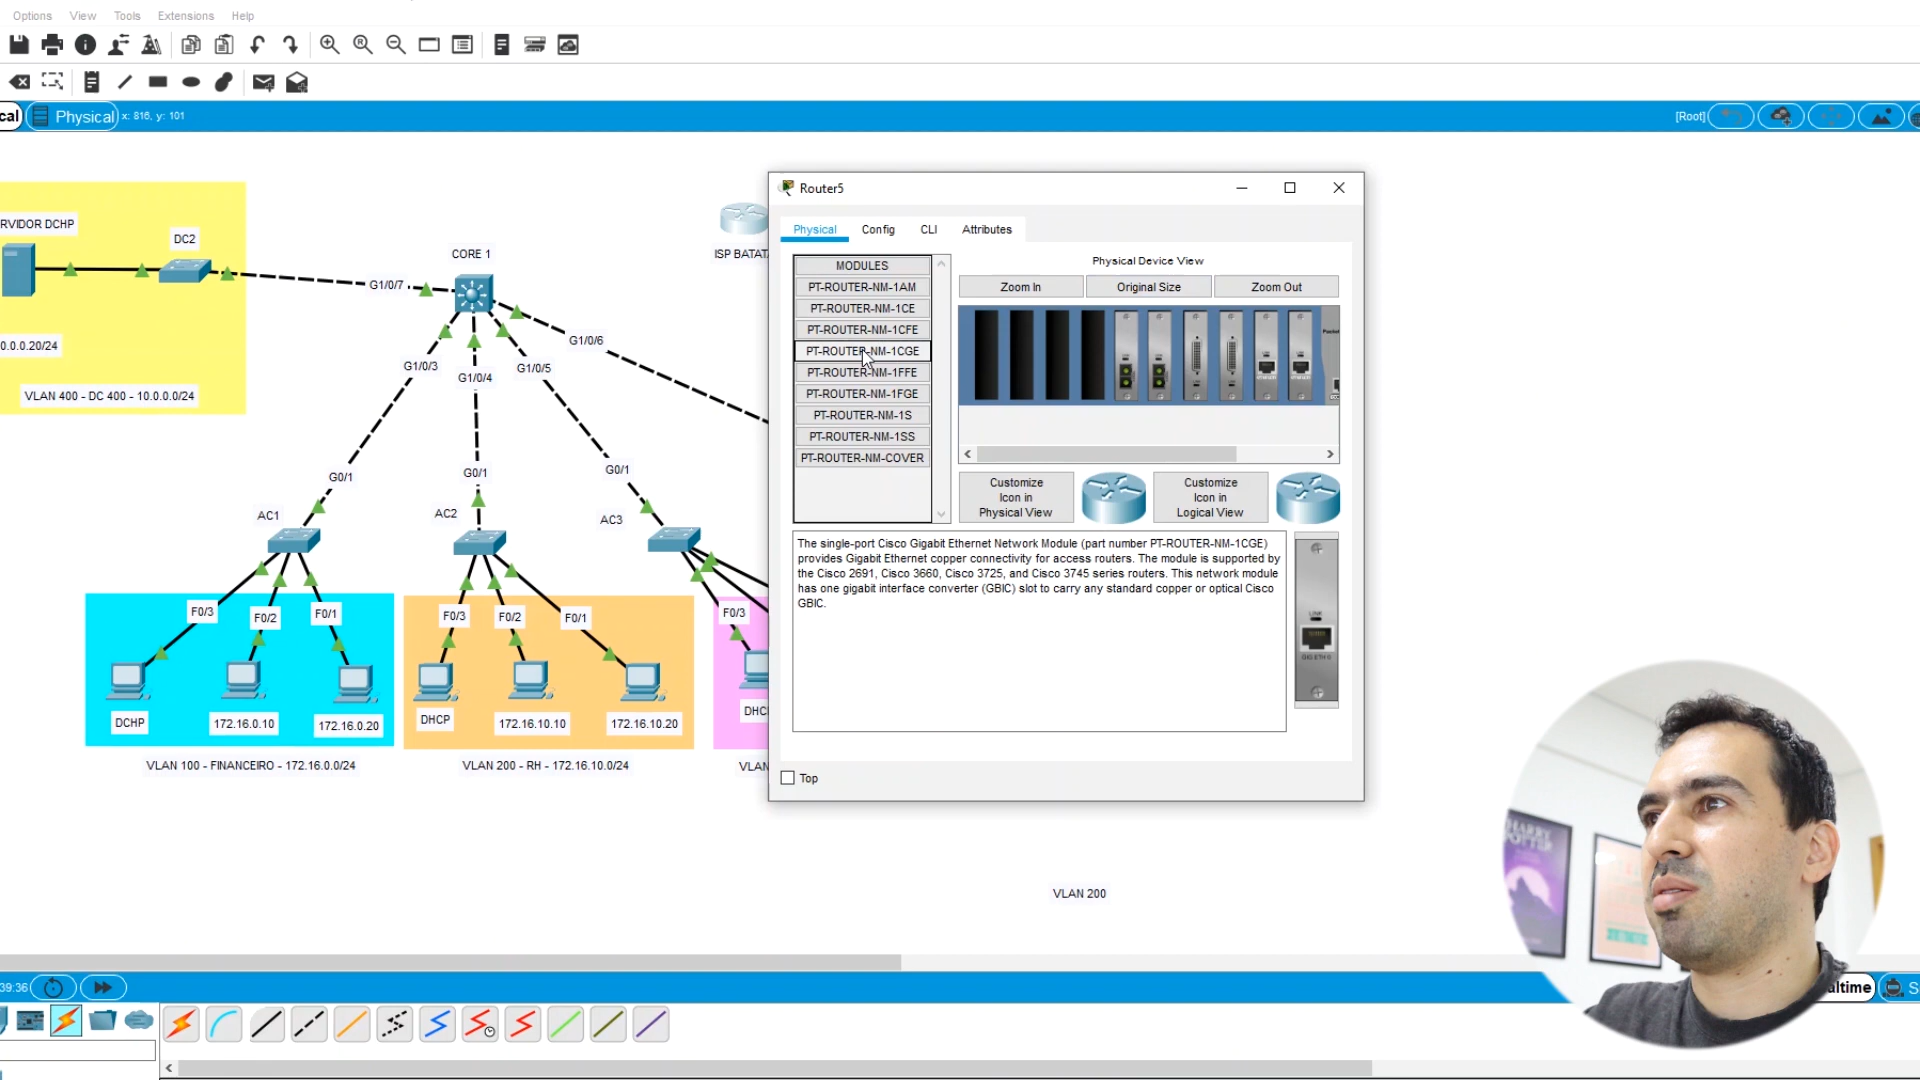 Options View Tools Extensions Help
cal Physical x: 816, y: 101 [Root]
RVIDOR DCHP
DC2
0.0.0.20/24
VLAN 400 - DC 400 - 10.0.0.0/24
CORE 1
G1/0/7
G1/0/6
G1/0/3
G1/0/4
G1/0/5
G0/1
G0/1
G0/1
AC1
AC2
AC3
ISP BATAT
F0/3
F0/2
F0/1
F0/3
F0/2
F0/1
F0/3
DCHP
172.16.0.10
172.16.0.20
DHCP
172.16.10.10
172.16.10.20
DHC
VLAN 100 - FINANCEIRO - 172.16.0.0/24
VLAN 200 - RH - 172.16.10.0/24
VLAN
Router5
Physical Config CLI Attributes
MODULES
PT-ROUTER-NM-1AM
PT-ROUTER-NM-1CE
PT-ROUTER-NM-1CFE
PT-ROUTER-NM-1CGE
PT-ROUTER-NM-1FFE
PT-ROUTER-NM-1FGE
PT-ROUTER-NM-1S
PT-ROUTER-NM-1SS
PT-ROUTER-NM-COVER
Physical Device View
Zoom In Original Size Zoom Out
Customize
Icon in
Physical View
Customize
Icon in
Logical View
The single-port Cisco Gigabit Ethernet Network Module (part number PT-ROUTER-NM-1CGE)
provides Gigabit Ethernet copper connectivity for access routers. The module is supported by
the Cisco 2691, Cisco 3660, Cisco 3725, and Cisco 3745 series routers. This network module
has one gigabit interface converter (GBIC) slot to carry any standard copper or optical Cisco
GBIC.
Top
VLAN 200
HARRY
POTTER
39:36
altime S